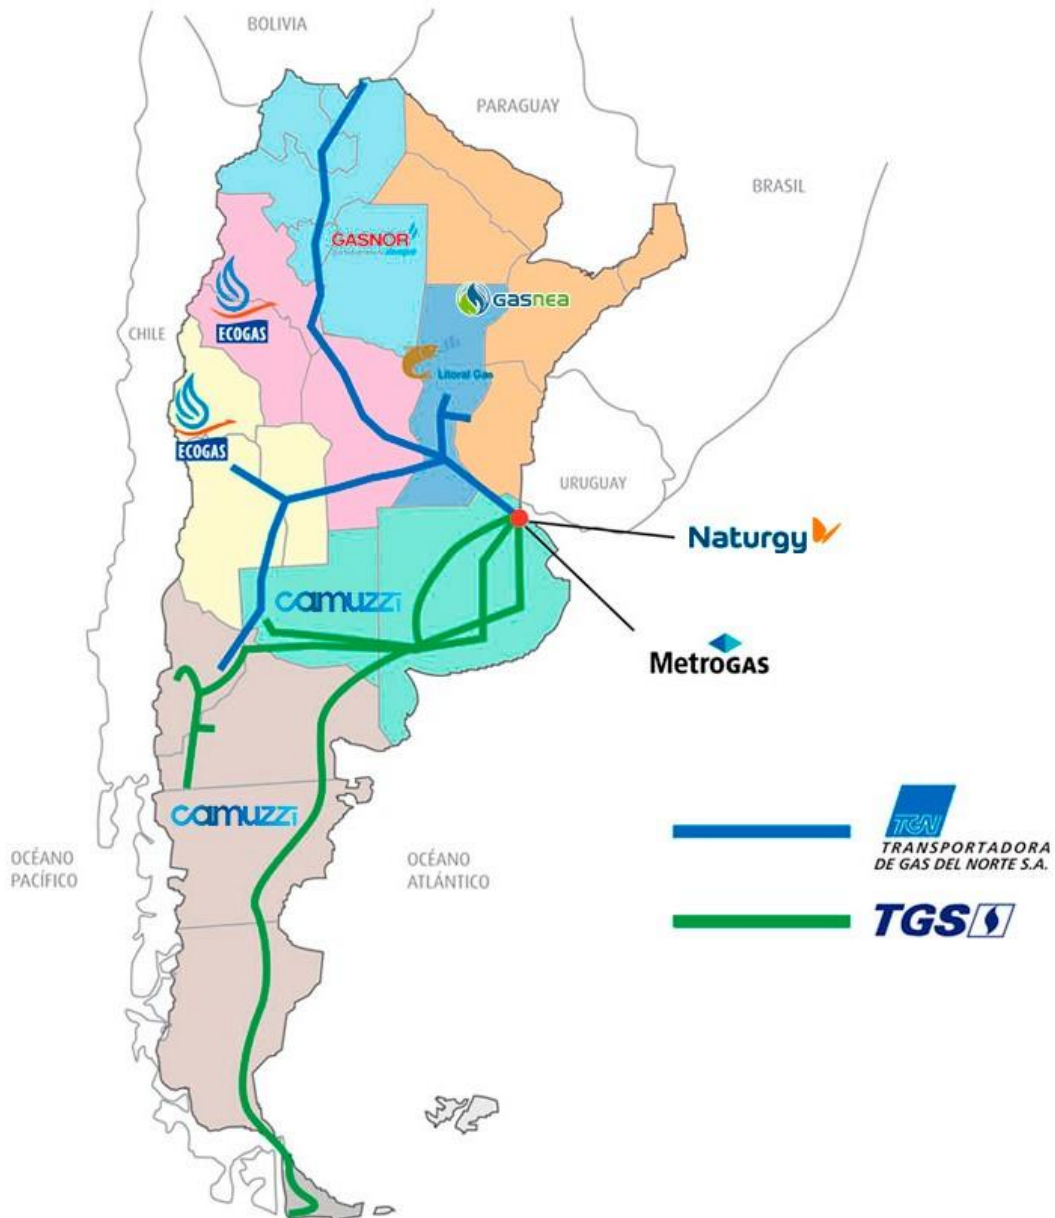 BOLIVIA
PARAGUAY
BRASIL
GASNOR
GASNEA
CHILE
ECOGAS
Litoral Gas
ECOGAS
URUGUAY
Naturgy
camuzzi
METROGAS
camuzzi
TGN
TRANSPORTADORA
DE GAS DEL NORTE S.A.
OCÉANO
PACÍFICO
OCÉANO
ATLÁNTICO
TGS